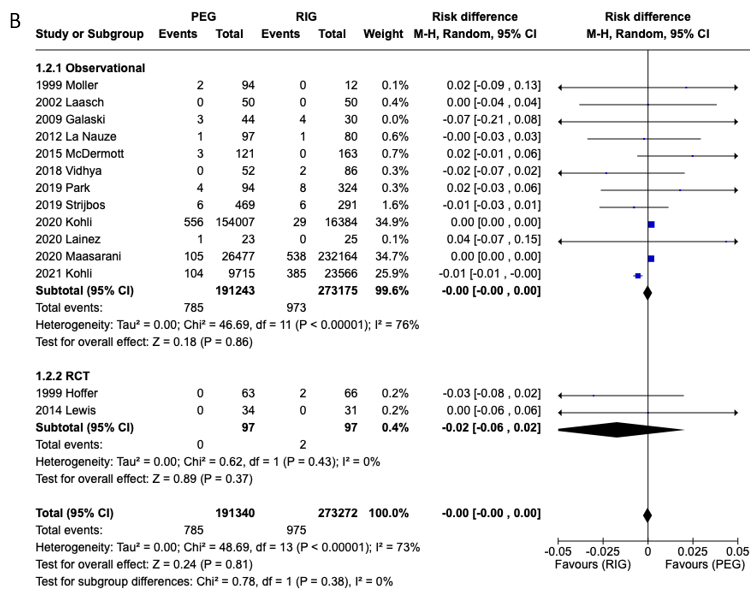 B
PEG RIG Risk difference Risk difference
Study or Subgroup Events Total Events Total Weight M-H, Random, 95% CI M-H, Random, 95% CI
1.2.1 Observational
1999 Moller 2 94 0 12 0.1% 0.02 [-0.09 , 0.13]
2002 Laasch 0 50 0 50 0.4% 0.00 [-0.04 , 0.04]
2009 Galaski 3 44 4 30 0.0% -0.07 [-0.21 , 0.08]
2012 La Nauze 1 97 1 80 0.6% -0.00 [-0.03 , 0.03]
2015 McDermott 3 121 0 163 0.7% 0.02 [-0.01 , 0.06]
2018 Vidhya 0 52 2 86 0.3% -0.02 [-0.07 , 0.02]
2019 Park 4 94 8 324 0.3% 0.02 [-0.03 , 0.06]
2019 Strijbos 6 469 6 291 1.6% -0.01 [-0.03 , 0.01]
2020 Kohli 556 154007 29 16384 34.9% 0.00 [0.00 , 0.00]
2020 Lainez 1 23 0 25 0.1% 0.04 [-0.07 , 0.15]
2020 Maasarani 105 26477 538 232164 34.7% 0.00 [0.00 , 0.00]
2021 Kohli 104 9715 385 23566 25.9% -0.01 [-0.01 , -0.00]
Subtotal (95% CI) 191243 273175 99.6% -0.00 [-0.00 , 0.00]
Total events: 785 973
Heterogeneity: Tau² = 0.00; Chi² = 46.69, df = 11 (P < 0.00001); I² = 76%
Test for overall effect: Z = 0.18 (P = 0.86)
1.2.2 RCT
1999 Hoffer 0 63 2 66 0.2% -0.03 [-0.08 , 0.02]
2014 Lewis 0 34 0 31 0.2% 0.00 [-0.06 , 0.06]
Subtotal (95% CI) 97 97 0.4% -0.02 [-0.06 , 0.02]
Total events: 0 2
Heterogeneity: Tau² = 0.00; Chi² = 0.62, df = 1 (P = 0.43); I² = 0%
Test for overall effect: Z = 0.89 (P = 0.37)
Total (95% CI) 191340 273272 100.0% -0.00 [-0.00 , 0.00]
Total events: 785 975
Heterogeneity: Tau² = 0.00; Chi² = 48.69, df = 13 (P < 0.00001); I² = 73%
Test for overall effect: Z = 0.24 (P = 0.81)
Test for subgroup differences: Chi² = 0.78, df = 1 (P = 0.38), I² = 0%
-0.05 -0.025 0 0.025 0.05
Favours (RIG) Favours (PEG)